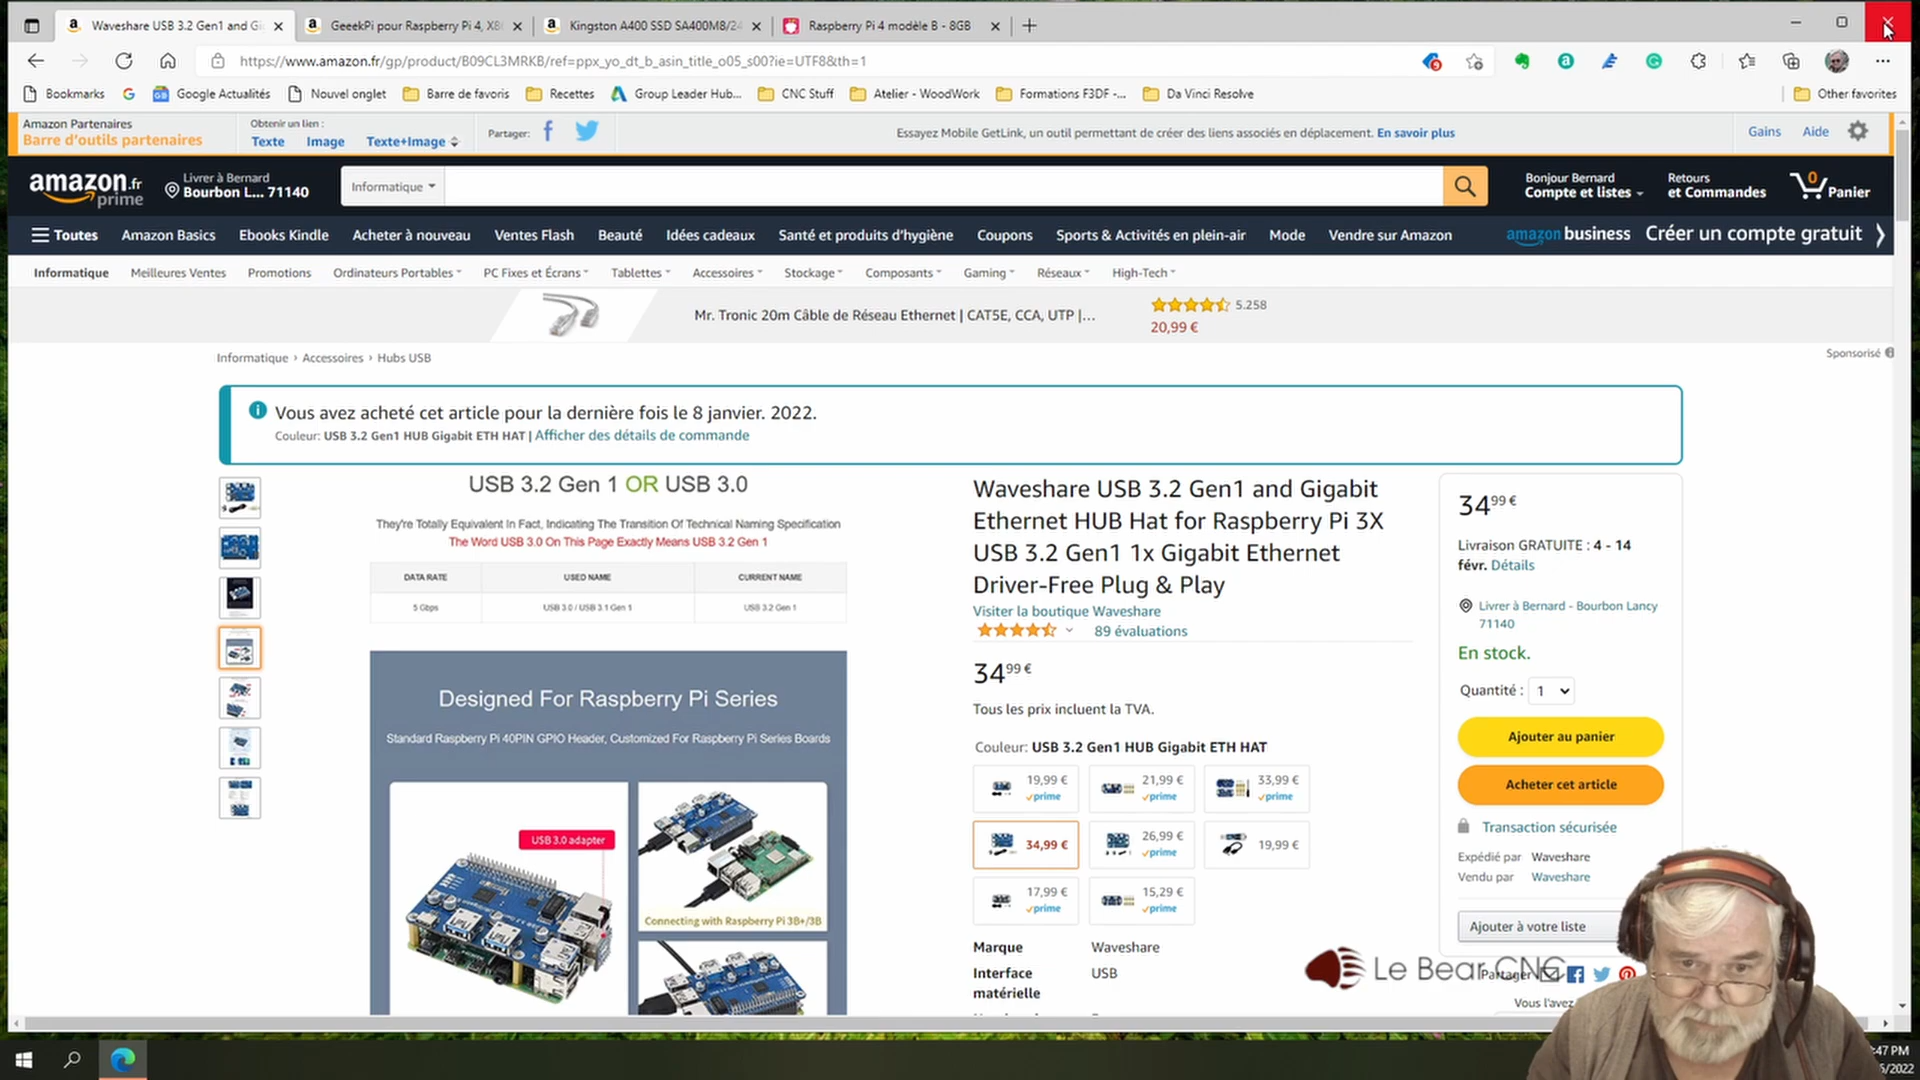 Waveshare USB 3.2 Gen1 and Gi
GeeekPi pour Raspberry Pi 4, X8
Kingston A400 SSD SA400M8/24
Raspberry Pi 4 modèle B - 8GB
https://www.amazon.fr/gp/product/B09CL3MRKB/ref=ppx_yo_dt_b_asin_title_o05_s00?ie=UTF8&th=1
Bookmarks
Google Actualités
Nouvel onglet
Barre de favoris
Recettes
Group Leader Hub...
CNC Stuff
Atelier - WoodWork
Formations F3DF -...
Da Vinci Resolve
Other favorites
Amazon Partenaires
Barre d'outils partenaires
Obtenir un lien :
Texte Image Texte+Image
Partager:
Essayez Mobile GetLink, un outil permettant de créer des liens associés en déplacement. En savoir plus
Gains Aide
amazon.fr
prime
Livrer à Bernard
Bourbon L... 71140
Informatique
Bonjour Bernard
Compte et listes
Retours
et Commandes
0
Panier
Toutes
Amazon Basics
Ebooks Kindle
Acheter à nouveau
Ventes Flash
Beauté
Idées cadeaux
Santé et produits d'hygiène
Coupons
Sports & Activités en plein-air
Mode
Vendre sur Amazon
amazon business Créer un compte gratuit
Informatique
Meilleures Ventes
Promotions
Ordinateurs Portables
PC Fixes et Écrans
Tablettes
Accessoires
Stockage
Composants
Gaming
Réseaux
High-Tech
Mr. Tronic 20m Câble de Réseau Ethernet | CAT5E, CCA, UTP |...
5.258
20,99 €
Sponsorisé
Informatique › Accessoires › Hubs USB
Vous avez acheté cet article pour la dernière fois le 8 janvier. 2022.
Couleur: USB 3.2 Gen1 HUB Gigabit ETH HAT | Afficher des détails de commande
USB 3.2 Gen 1 OR USB 3.0
They're Totally Equivalent In Fact, Indicating The Transition Of Technical Naming Specification
The Word USB 3.0 On This Page Exactly Means USB 3.2 Gen 1
DATA RATE USED NAME CURRENT NAME
5 Gbps USB 3.0 / USB 3.1 Gen 1 USB 3.2 Gen 1
Designed For Raspberry Pi Series
Standard Raspberry Pi 40PIN GPIO Header, Customized For Raspberry Pi Series Boards
USB 3.0 adapter
Connecting with Raspberry Pi 3B+/3B
Waveshare USB 3.2 Gen1 and Gigabit
Ethernet HUB Hat for Raspberry Pi 3X
USB 3.2 Gen1 1x Gigabit Ethernet
Driver-Free Plug & Play
Visiter la boutique Waveshare
89 évaluations
34,99 €
Tous les prix incluent la TVA.
Couleur: USB 3.2 Gen1 HUB Gigabit ETH HAT
19,99 €
prime
21,99 €
prime
33,99 €
prime
34,99 €
26,99 €
prime
19,99 €
17,99 €
prime
15,29 €
prime
Marque Waveshare
Interface USB
matérielle
34,99 €
Livraison GRATUITE : 4 - 14
févr. Détails
Livrer à Bernard - Bourbon Lancy
71140
En stock.
Quantité : 1
Ajouter au panier
Acheter cet article
Transaction sécurisée
Expédié par Waveshare
Vendu par Waveshare
Ajouter à votre liste
Le Bear CNC
Partager
Vous l'avez
:47 PM
5/2022